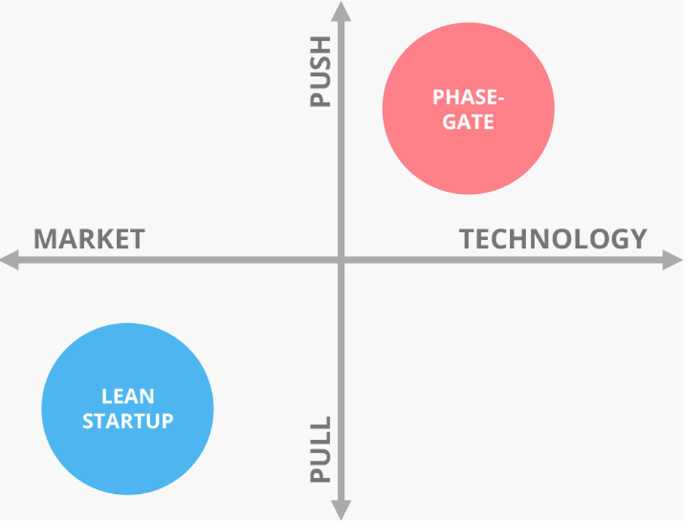 PUSH
PHASE-
GATE
MARKET
TECHNOLOGY
LEAN
STARTUP
PULL